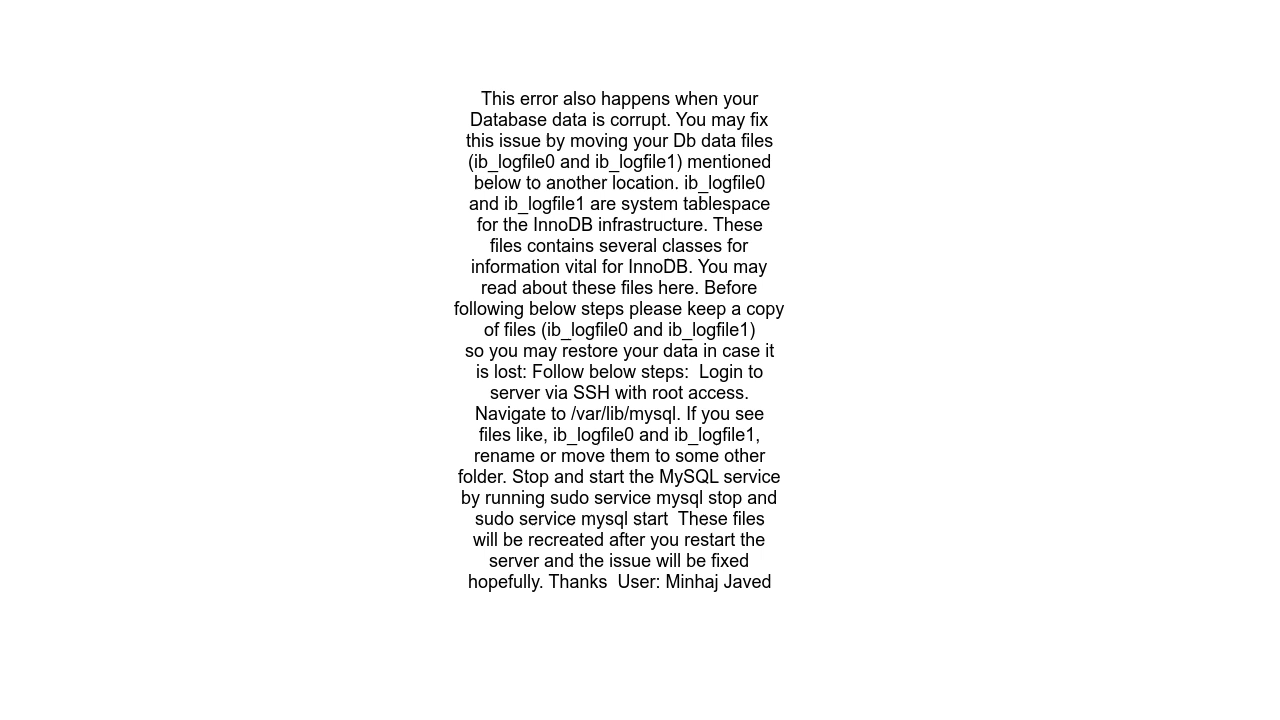 This error also happens when your
Database data is corrupt. You may fix
this issue by moving your Db data files
(ib_logfile0 and ib_logfile1) mentioned
below to another location. ib_logfile0
and ib_logfile1 are system tablespace
for the InnoDB infrastructure. These
files contains several classes for
information vital for InnoDB. You may
read about these files here. Before
following below steps please keep a copy
of files (ib_logfile0 and ib_logfile1)
so you may restore your data in case it
is lost: Follow below steps:  Login to
server via SSH with root access.
Navigate to /var/lib/mysql. If you see
files like, ib_logfile0 and ib_logfile1,
rename or move them to some other
folder. Stop and start the MySQL service
by running sudo service mysql stop and
sudo service mysql start  These files
will be recreated after you restart the
server and the issue will be fixed
hopefully. Thanks  User: Minhaj Javed